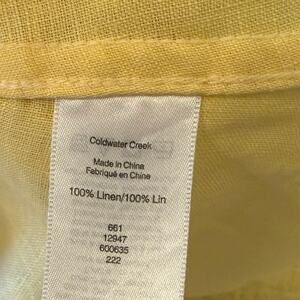 Coldwater Creek
Made in China
Fabriqué en Chine
100% Linen/100% Lin
661
12947
600635
222